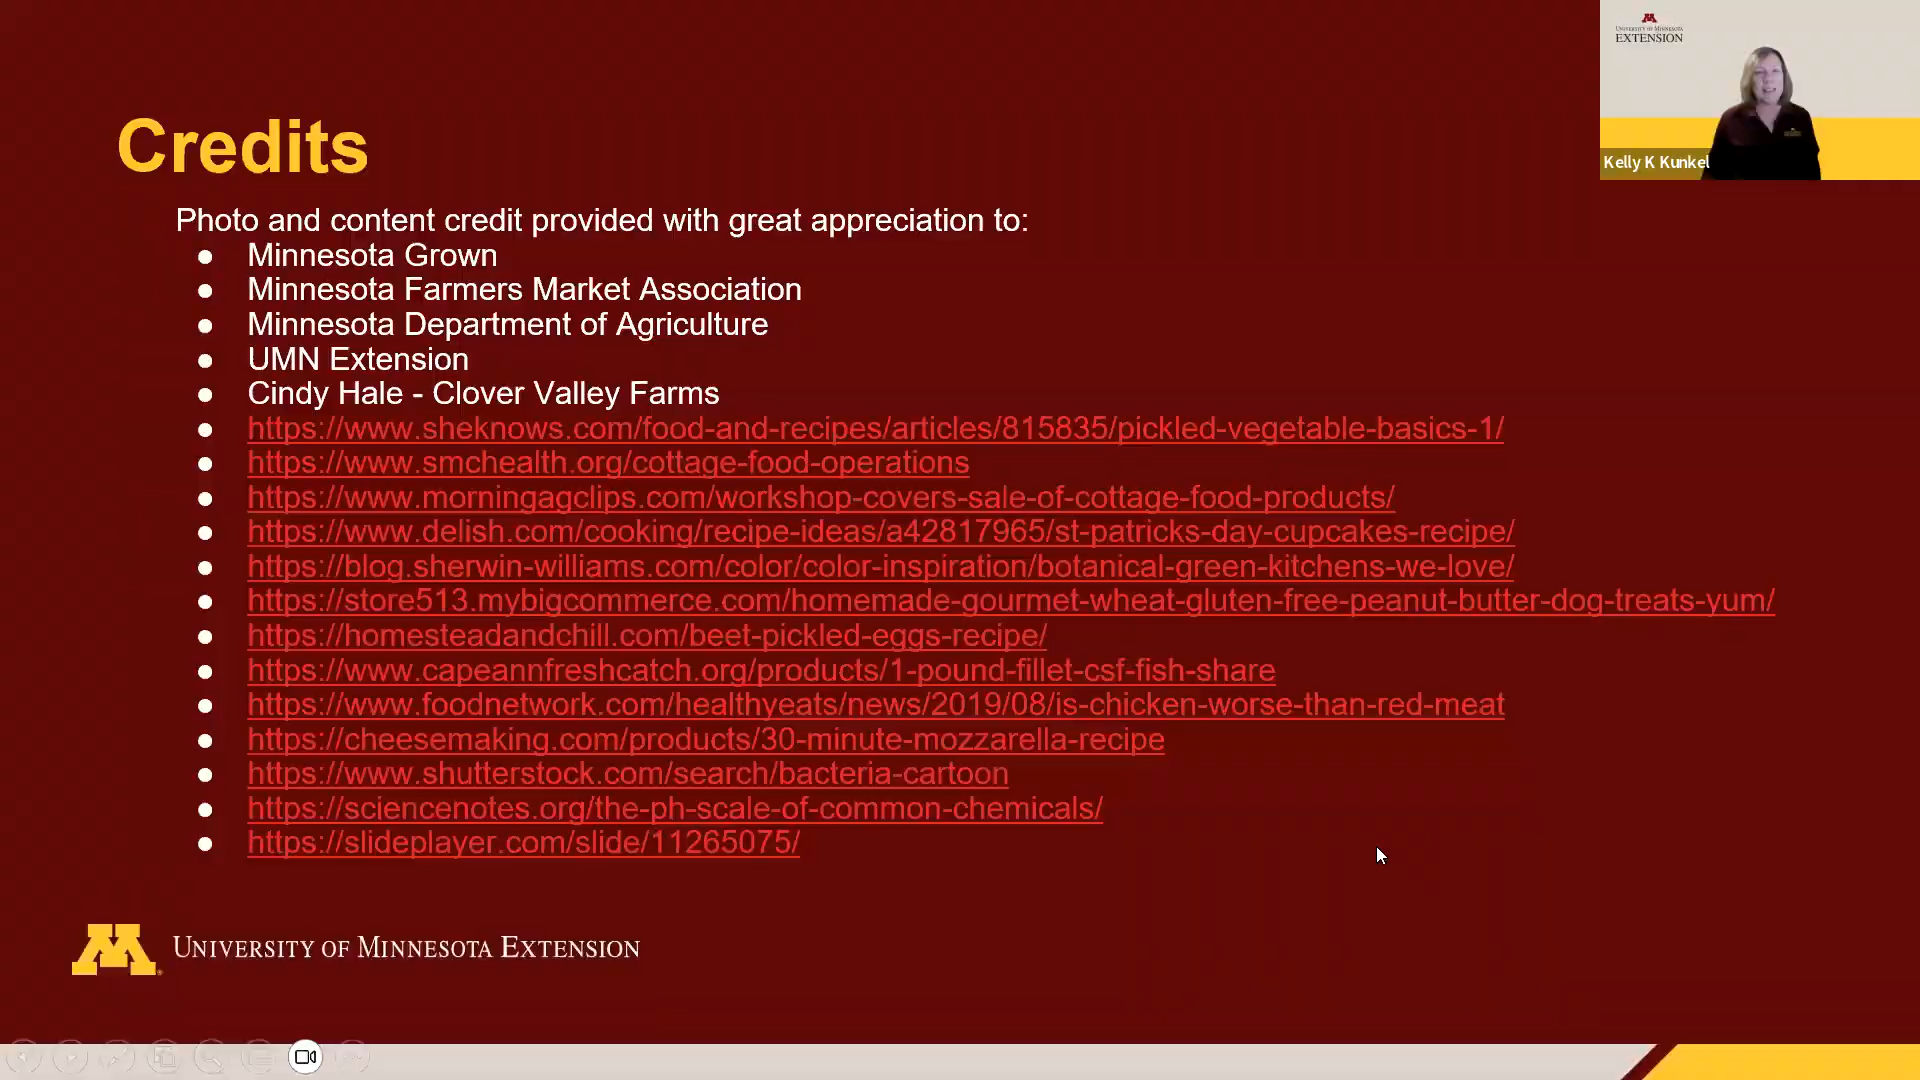 UNIVERSITY OF MINNESOTA
EXTENSION
Kelly K Kunkel
Credits
Photo and content credit provided with great appreciation to:
Minnesota Grown
Minnesota Farmers Market Association
Minnesota Department of Agriculture
UMN Extension
Cindy Hale - Clover Valley Farms
https://www.sheknows.com/food-and-recipes/articles/815835/pickled-vegetable-basics-1/
https://www.smchealth.org/cottage-food-operations
https://www.morningagclips.com/workshop-covers-sale-of-cottage-food-products/
https://www.delish.com/cooking/recipe-ideas/a42817965/st-patricks-day-cupcakes-recipe/
https://blog.sherwin-williams.com/color/color-inspiration/botanical-green-kitchens-we-love/
https://store513.mybigcommerce.com/homemade-gourmet-wheat-gluten-free-peanut-butter-dog-treats-yum/
https://homesteadandchill.com/beet-pickled-eggs-recipe/
https://www.capeannfreshcatch.org/products/1-pound-fillet-csf-fish-share
https://www.foodnetwork.com/healthyeats/news/2019/08/is-chicken-worse-than-red-meat
https://cheesemaking.com/products/30-minute-mozzarella-recipe
https://www.shutterstock.com/search/bacteria-cartoon
https://sciencenotes.org/the-ph-scale-of-common-chemicals/
https://slideplayer.com/slide/11265075/
M UNIVERSITY OF MINNESOTA EXTENSION